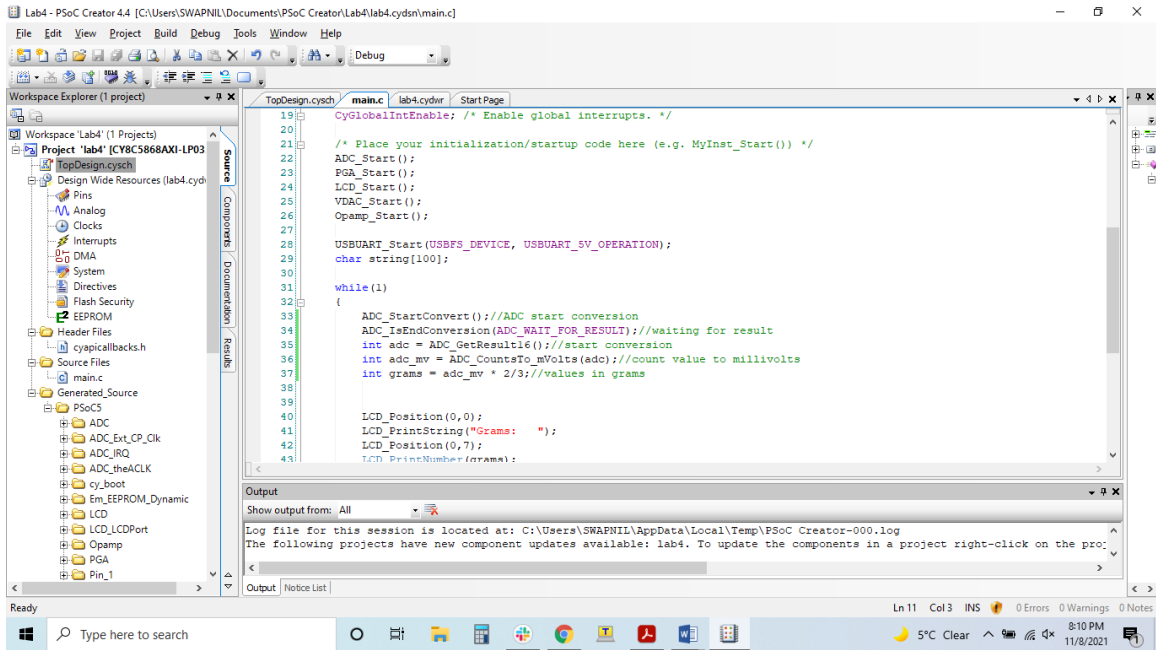 Lab4 - PSoC Creator 4.4 [C:\Users\SWAPNIL\Documents\PSoC Creator\Lab4\lab4.cydsn\main.c]
File Edit View Project Build Debug Tools Window Help
Debug
Workspace Explorer (1 project)
Workspace 'Lab4' (1 Projects)
Project 'lab4' [CY8C5868AXI-LP03
TopDesign.cysch
Design Wide Resources (lab4.cydv
Pins
Analog
Clocks
Interrupts
DMA
System
Directives
Flash Security
EEPROM
Header Files
cyapicallbacks.h
Source Files
main.c
Generated_Source
PSoC5
ADC
ADC_Ext_CP_Clk
ADC_IRQ
ADC_theACLK
cy_boot
Em_EEPROM_Dynamic
LCD
LCD_LCDPort
Opamp
PGA
Pin_1
Source
Components
Documentation
Results
TopDesign.cysch main.c lab4.cydwr Start Page
19 CyGlobalIntEnable; /* Enable global interrupts. */
20
21 /* Place your initialization/startup code here (e.g. MyInst_Start()) */
22 ADC_Start();
23 PGA_Start();
24 LCD_Start();
25 VDAC_Start();
26 Opamp_Start();
27
28 USBUART_Start(USBFS_DEVICE, USBUART_5V_OPERATION);
29 char string[100];
30
31 while(1)
32 {
33 ADC_StartConvert();//ADC start conversion
34 ADC_IsEndConversion(ADC_WAIT_FOR_RESULT);//waiting for result
35 int adc = ADC_GetResult16();//start conversion
36 int adc_mv = ADC_CountsTo_mVolts(adc);//count value to millivolts
37 int grams = adc_mv * 2/3;//values in grams
38
39
40 LCD_Position(0,0);
41 LCD_PrintString("Grams:   ");
42 LCD_Position(0,7);
43 LCD_PrintNumber(grams);
Output
Show output from: All
Log file for this session is located at: C:\Users\SWAPNIL\AppData\Local\Temp\PSoC Creator-000.log
The following projects have new component updates available: lab4. To update the components in a project right-click on the proj
Output Notice List
Ready
Ln 11 Col 3 INS 0 Errors 0 Warnings 0 Notes
Type here to search
5°C Clear
8:10 PM
11/8/2021
1